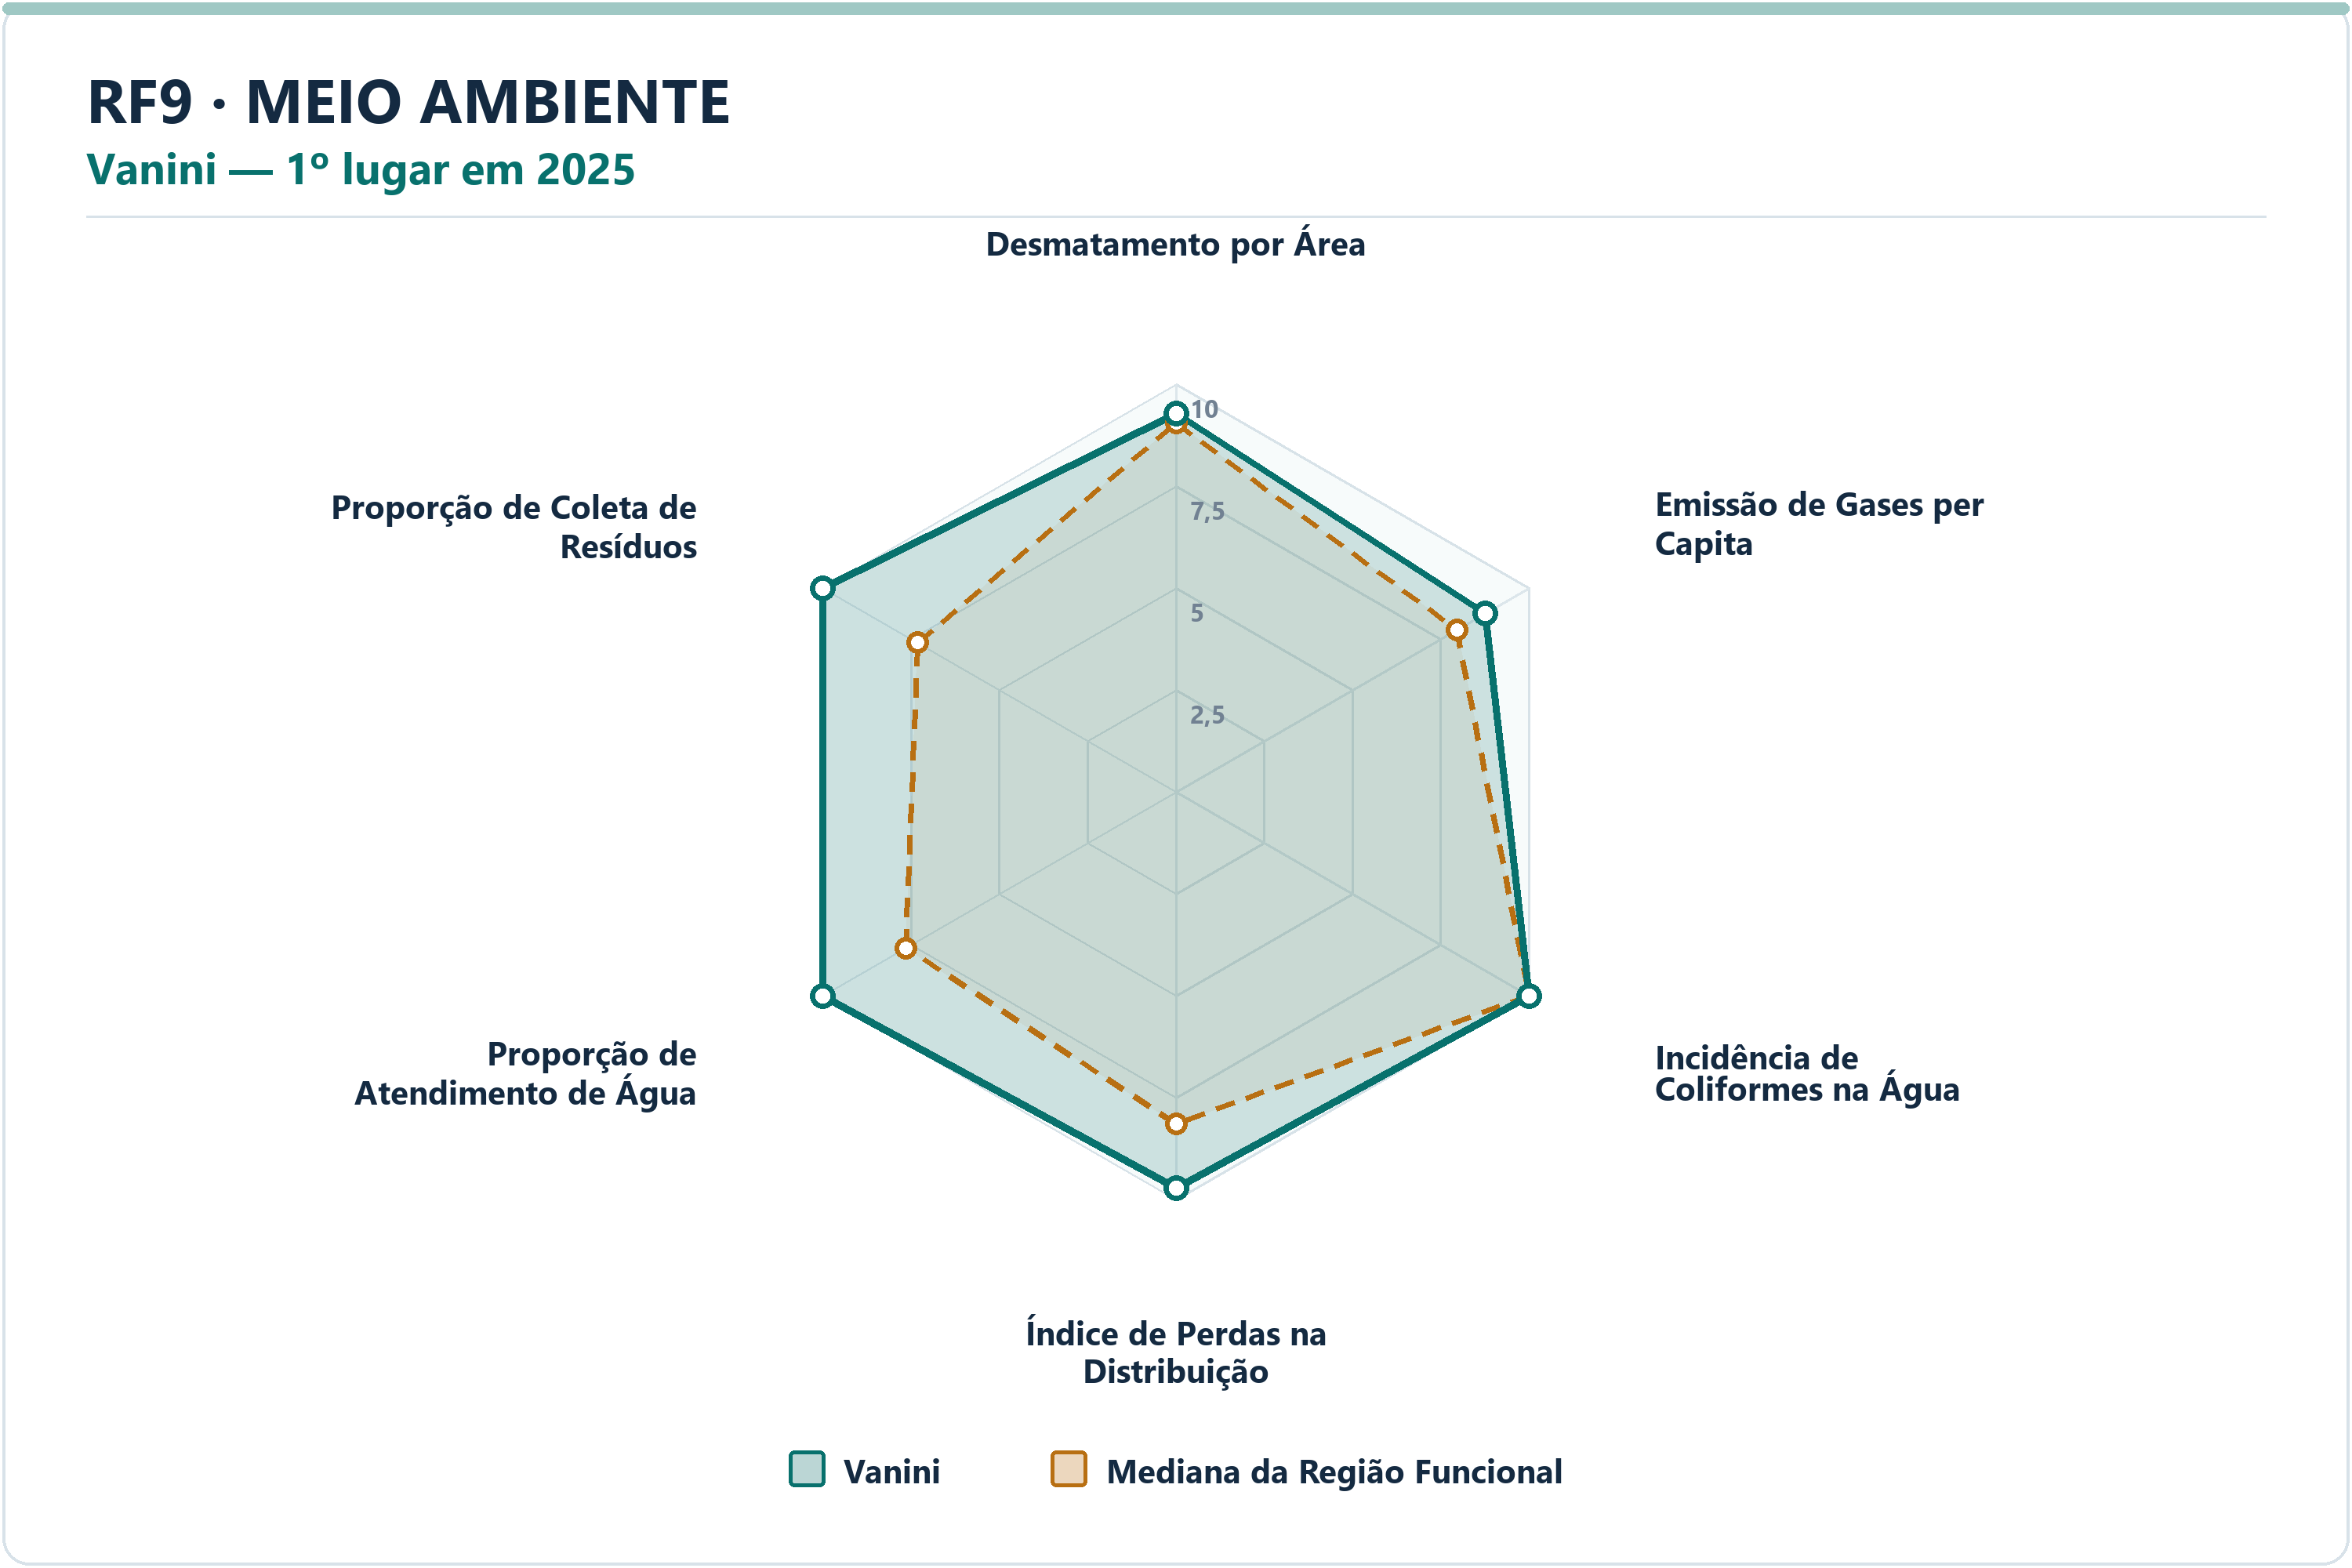 RF9 · MEIO AMBIENTE
Vanini — 1º lugar em 2025
Desmatamento por Área
10
7,5
5
2,5
Proporção de Coleta de
Resíduos
Emissão de Gases per
Capita
Proporção de
Atendimento de Água
Incidência de
Coliformes na Água
Índice de Perdas na
Distribuição
Vanini
Mediana da Região Funcional